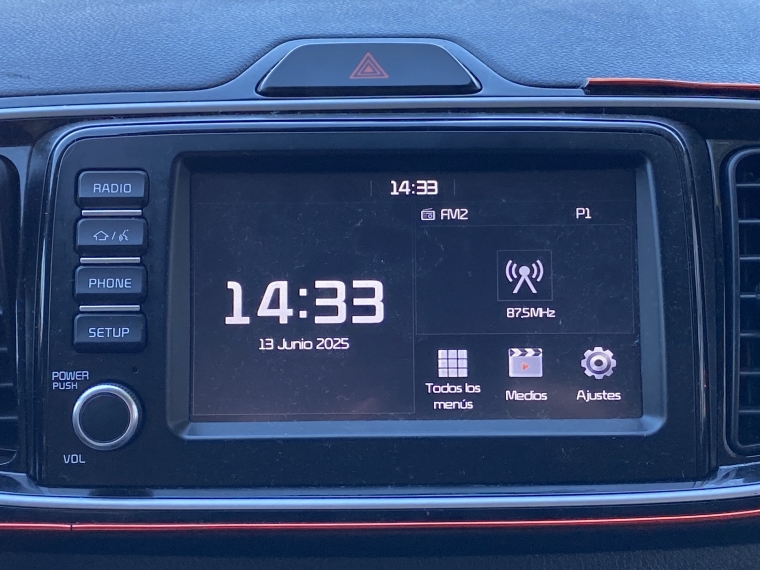 14:33
FM2 P1
RADIO
PHONE
SETUP
POWER
PUSH
VOL
14:33
13 Junio 2025
87.5MHz
Todos los
menús
Medios
Ajustes